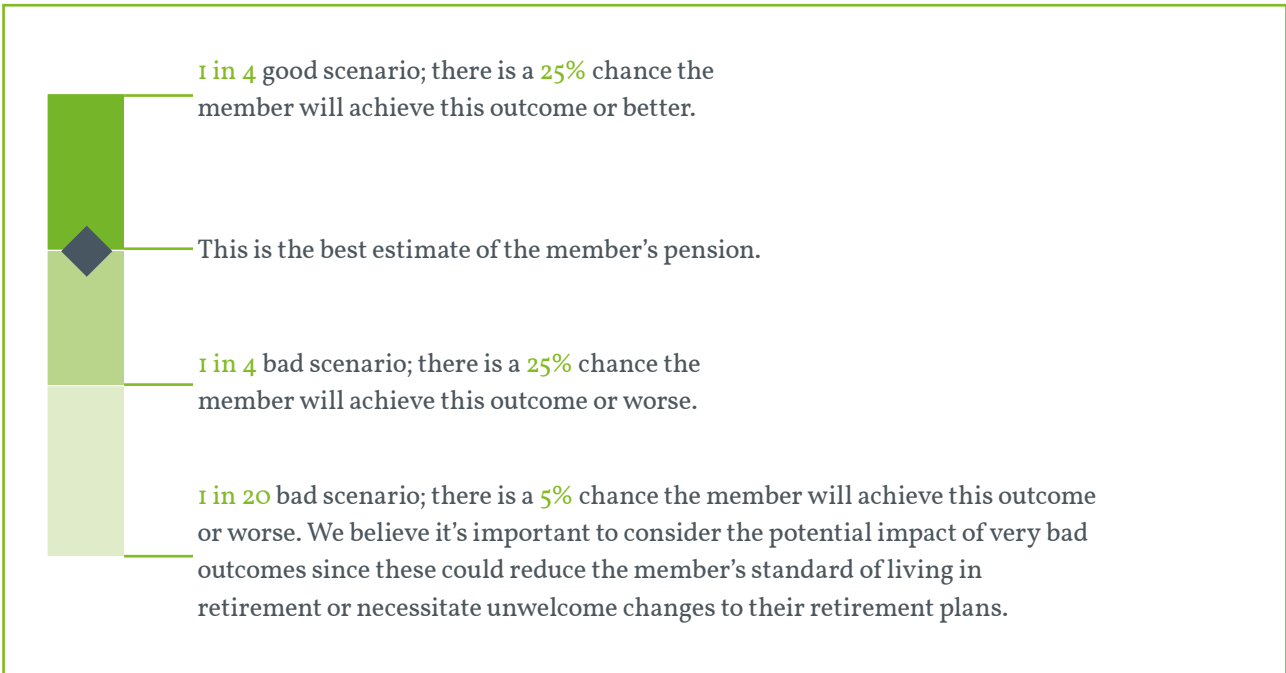 1 in 4 good scenario; there is a 25% chance the
member will achieve this outcome or better.
This is the best estimate of the member’s pension.
1 in 4 bad scenario; there is a 25% chance the
member will achieve this outcome or worse.
1 in 20 bad scenario; there is a 5% chance the member will achieve this outcome
or worse. We believe it’s important to consider the potential impact of very bad
outcomes since these could reduce the member’s standard of living in
retirement or necessitate unwelcome changes to their retirement plans.